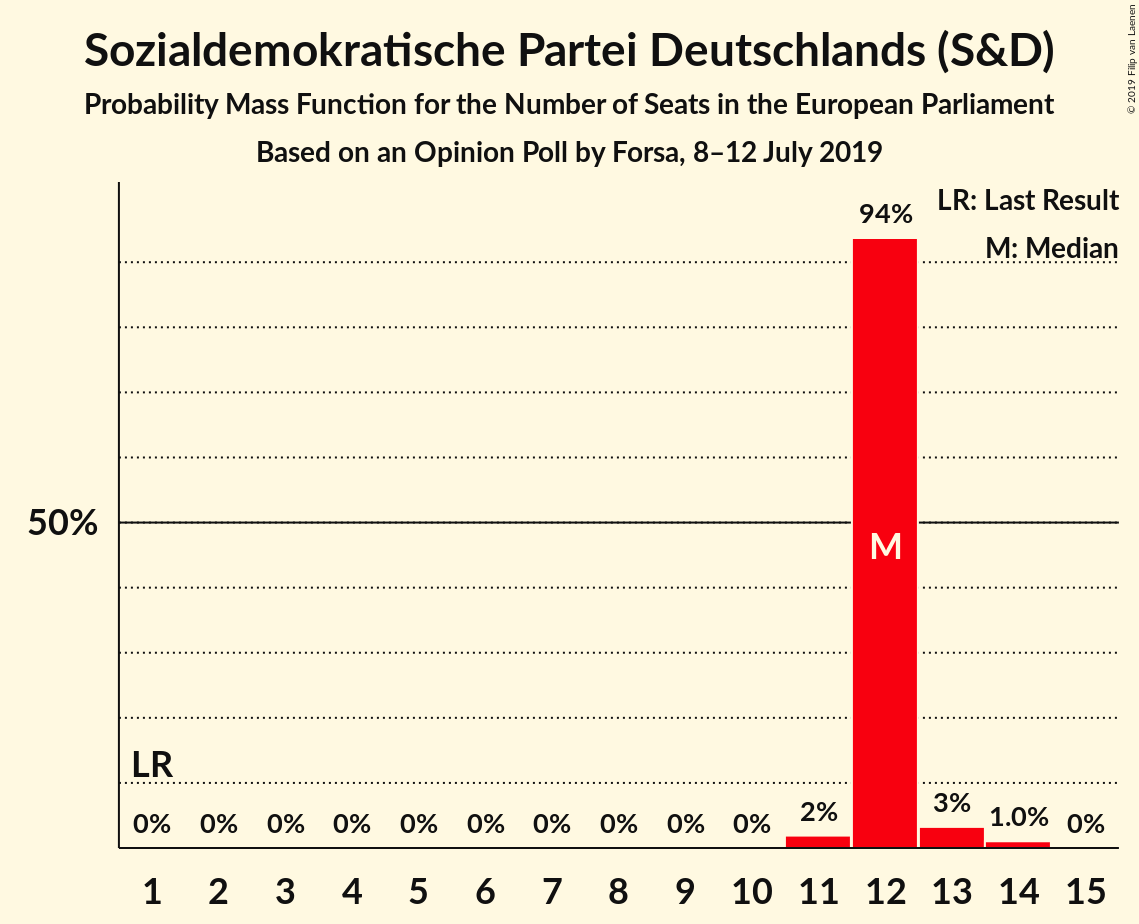 Sozialdemokratische Partei Deutschlands (S&D)
Probability Mass Function for the Number of Seats in the European Parliament
Based on an Opinion Poll by Forsa, 8–12 July 2019
© 2019 Filip van Laenen
LR: Last Result
M: Median
94%
50%
M
LR
0% 0% 0% 0% 0% 0% 0% 0% 0% 0% 2% 3% 1.0% 0%
1 2 3 4 5 6 7 8 9 10 11 12 13 14 15